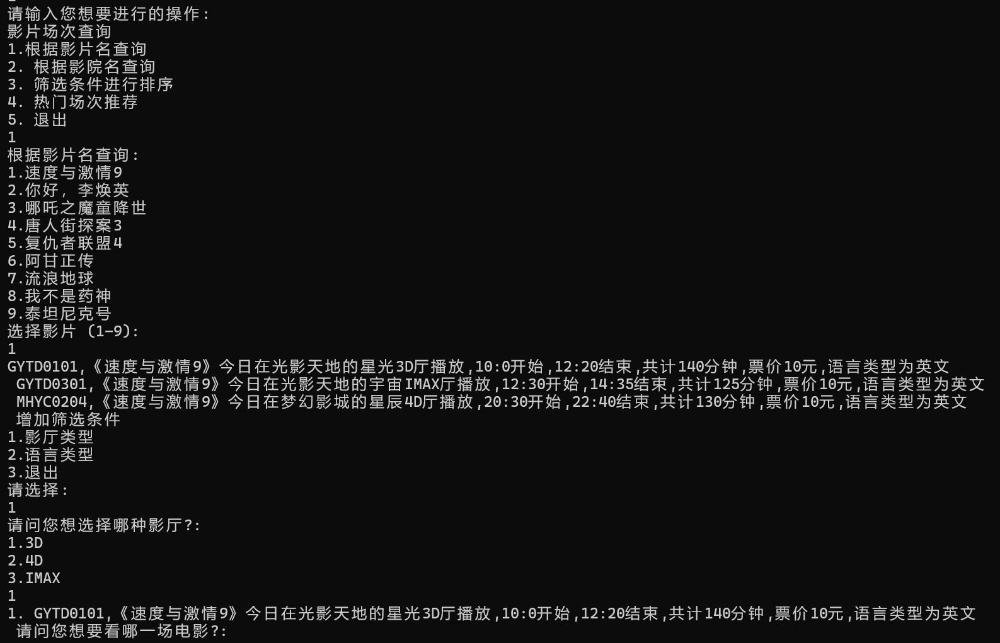 请输入您想要进行的操作:
影片场次查询
1.根据影片名查询
2. 根据影院名查询
3. 筛选条件进行排序
4. 热门场次推荐
5. 退出
1
根据影片名查询:
1.速度与激情9
2.你好, 李焕英
3.哪吒之魔童降世
4.唐人街探案3
5.复仇者联盟4
6.阿甘正传
7.流浪地球
8.我不是药神
9.泰坦尼克号
选择影片 (1-9):
1
GYTD0101,《速度与激情9》今日在光影天地的星光3D厅播放,10:0开始,12:20结束,共计140分钟,票价10元,语言类型为英文
GYTD0301,《速度与激情9》今日在光影天地的宇宙IMAX厅播放,12:30开始,14:35结束,共计125分钟,票价10元,语言类型为英文
MHYC0204,《速度与激情9》今日在梦幻影城的星辰4D厅播放,20:30开始,22:40结束,共计130分钟,票价10元,语言类型为英文
增加筛选条件
1.影厅类型
2.语言类型
3.退出
请选择:
1
请问您想选择哪种影厅?:
1.3D
2.4D
3.IMAX
1
1. GYTD0101,《速度与激情9》今日在光影天地的星光3D厅播放,10:0开始,12:20结束,共计140分钟,票价10元,语言类型为英文
请问您想要看哪一场电影?: